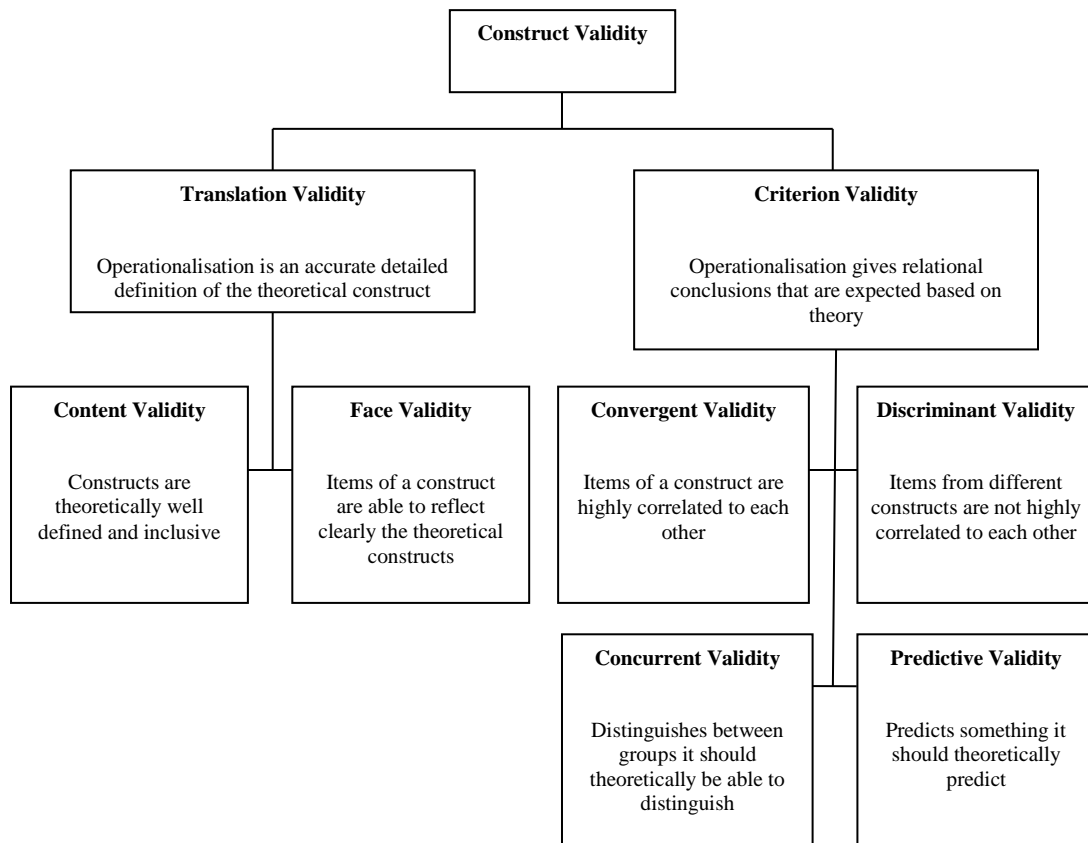 Construct Validity
Translation Validity
Operationalisation is an accurate detailed
definition of the theoretical construct
Criterion Validity
Operationalisation gives relational
conclusions that are expected based on
theory
Content Validity
Constructs are
theoretically well
defined and inclusive
Face Validity
Items of a construct
are able to reflect
clearly the theoretical
constructs
Convergent Validity
Items of a construct are
highly correlated to each
other
Discriminant Validity
Items from different
constructs are not highly
correlated to each other
Concurrent Validity
Distinguishes between
groups it should
theoretically be able to
distinguish
Predictive Validity
Predicts something it
should theoretically
predict